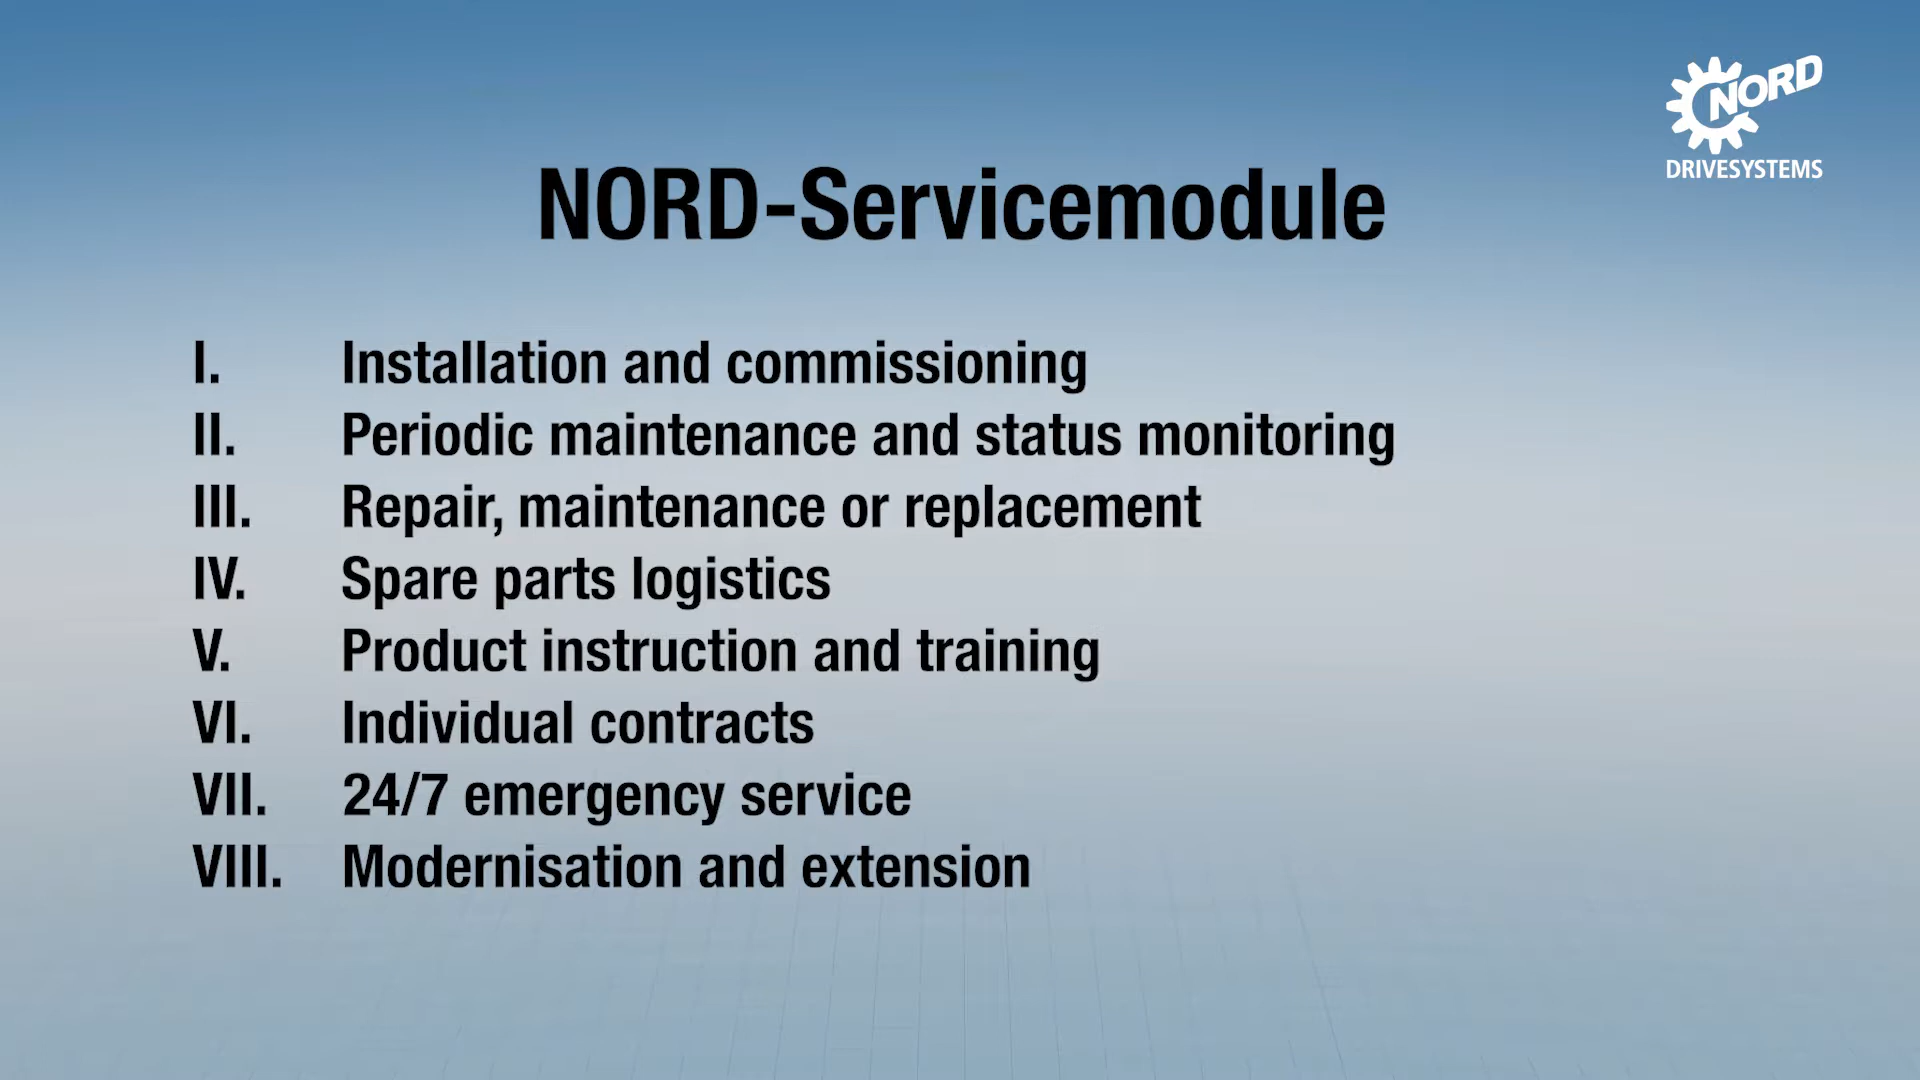 NORD
DRIVESYSTEMS
NORD-Servicemodule
I. Installation and commissioning
II. Periodic maintenance and status monitoring
III. Repair, maintenance or replacement
IV. Spare parts logistics
V. Product instruction and training
VI. Individual contracts
VII. 24/7 emergency service
VIII. Modernisation and extension